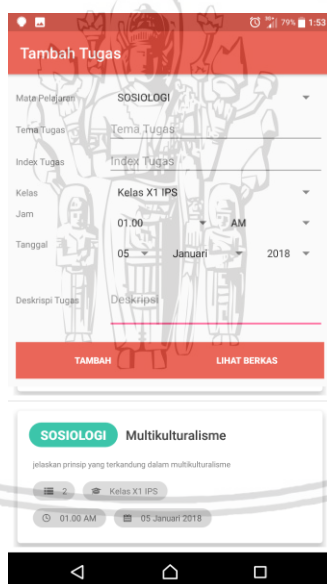 79% 1:53
Tambah Tugas
Mata Pelajaran SOSIOLOGI
Tema Tugas Tema Tugas
Index Tugas Index Tugas
Kelas Kelas X1 IPS
Jam 01.00 AM
Tanggal 05 Januari 2018
Deskripsi Tugas Deskripsi
TAMBAH LIHAT BERKAS
SOSIOLOGI Multikulturalisme
jelaskan prinsip yang terkandung dalam multikulturalisme
2 Kelas X1 IPS
01.00 AM 05 Januari 2018